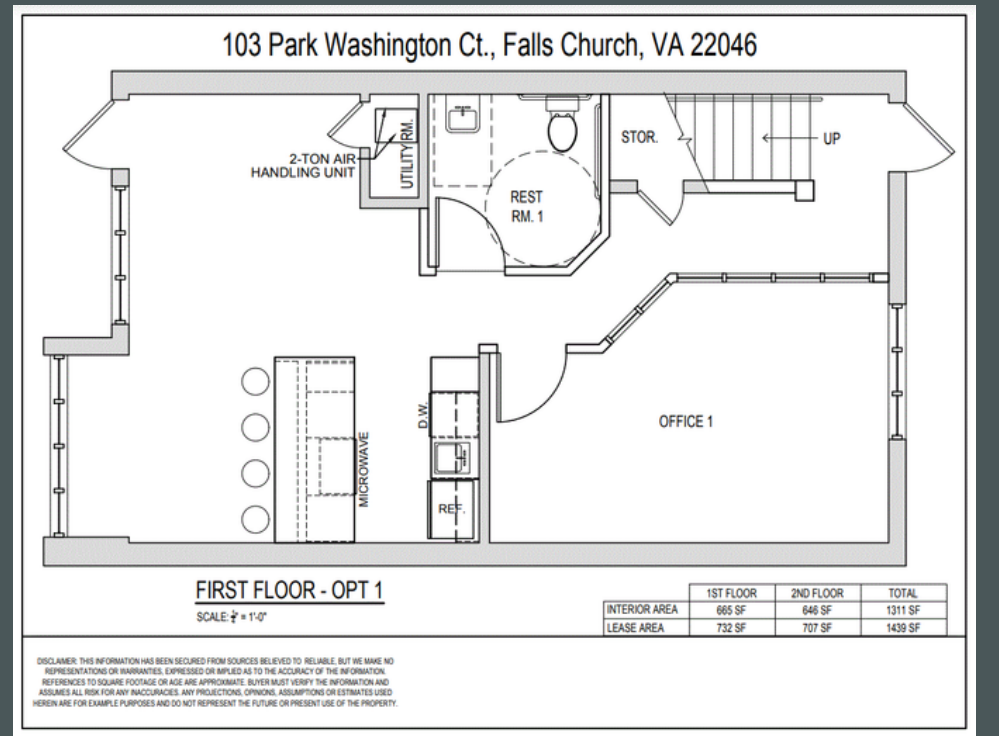 103 Park Washington Ct., Falls Church, VA 22046
2-TON AIR
HANDLING UNIT
UTILITY RM.
REST
RM. 1
STOR.
UP
OFFICE 1
D.W.
MICROWAVE
REF.
FIRST FLOOR - OPT 1
SCALE: = 1'-0"
1ST FLOOR 2ND FLOOR TOTAL
INTERIOR AREA 665 SF 646 SF 1311 SF
LEASE AREA 732 SF 707 SF 1439 SF
DISCLAIMER: THIS INFORMATION HAS BEEN SECURED FROM SOURCES BELIEVED TO RELIABLE, BUT WE MAKE NO
REPRESENTATIONS OR WARRANTIES, EXPRESSED OR IMPLIED AS TO THE ACCURACY OF THE INFORMATION.
REFERENCES TO SQUARE FOOTAGE OR AGE ARE APPROXIMATE. BUYER MUST VERIFY THE INFORMATION AND
ASSUMES ALL RISK FOR ANY INACCURACIES. ANY PROJECTIONS, OPINIONS, ASSUMPTIONS OR ESTIMATES USED
HEREIN ARE FOR EXAMPLE PURPOSES AND DO NOT REPRESENT THE FUTURE OR PRESENT USE OF THE PROPERTY.